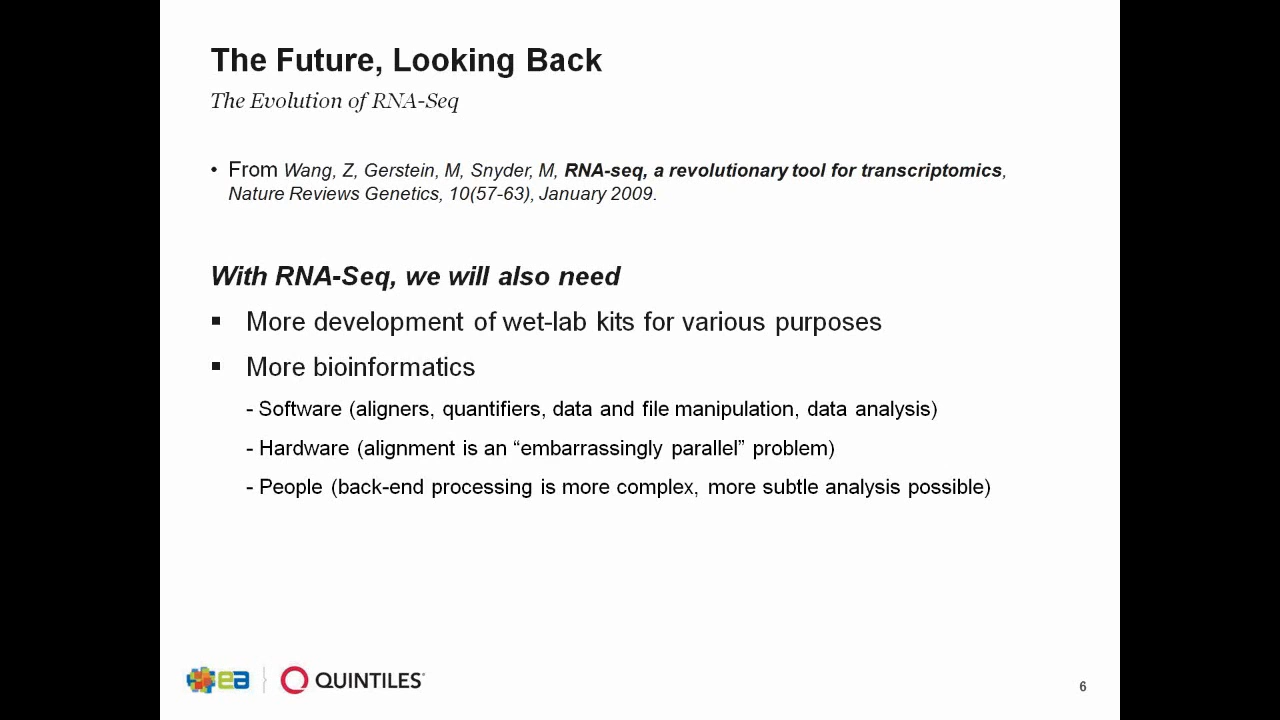 The Future, Looking Back
The Evolution of RNA-Seq
• From Wang, Z, Gerstein, M, Snyder, M, RNA-seq, a revolutionary tool for transcriptomics,
Nature Reviews Genetics, 10(57-63), January 2009.
With RNA-Seq, we will also need
▪ More development of wet-lab kits for various purposes
▪ More bioinformatics
- Software (aligners, quantifiers, data and file manipulation, data analysis)
- Hardware (alignment is an “embarrassingly parallel” problem)
- People (back-end processing is more complex, more subtle analysis possible)
ea QUINTILES
6